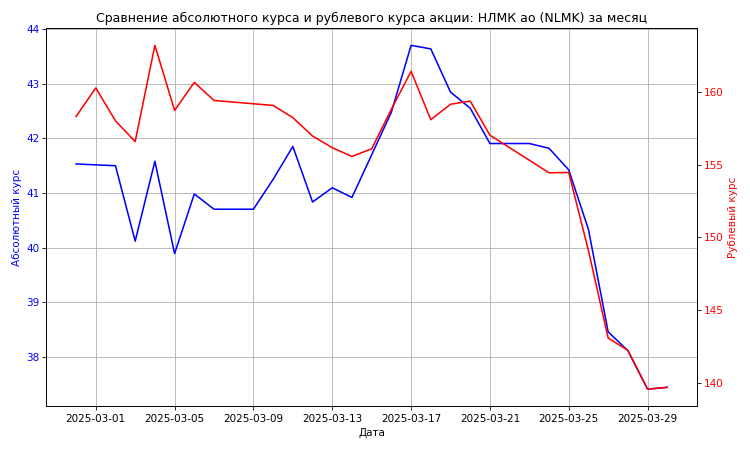 Сравнение абсолютного курса и рублевого курса акции: НЛМК ао (NLMK) за месяц
44
43
42
41
40
39
38
Абсолютный курс
160
155
150
145
140
Рублевый курс
2025-03-01 2025-03-05 2025-03-09 2025-03-13 2025-03-17 2025-03-21 2025-03-25 2025-03-29
Дата